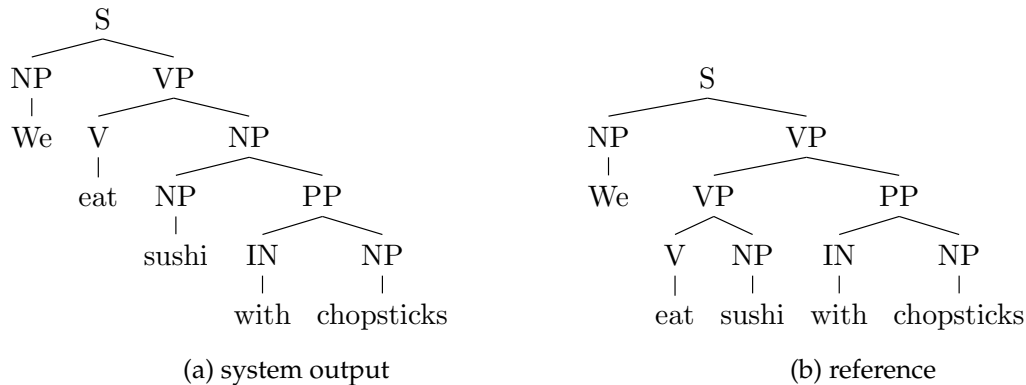 S
NP VP
We V NP
eat NP PP
sushi IN NP
with chopsticks
(a) system output
S
NP VP
We VP PP
V NP IN NP
eat sushi with chopsticks
(b) reference